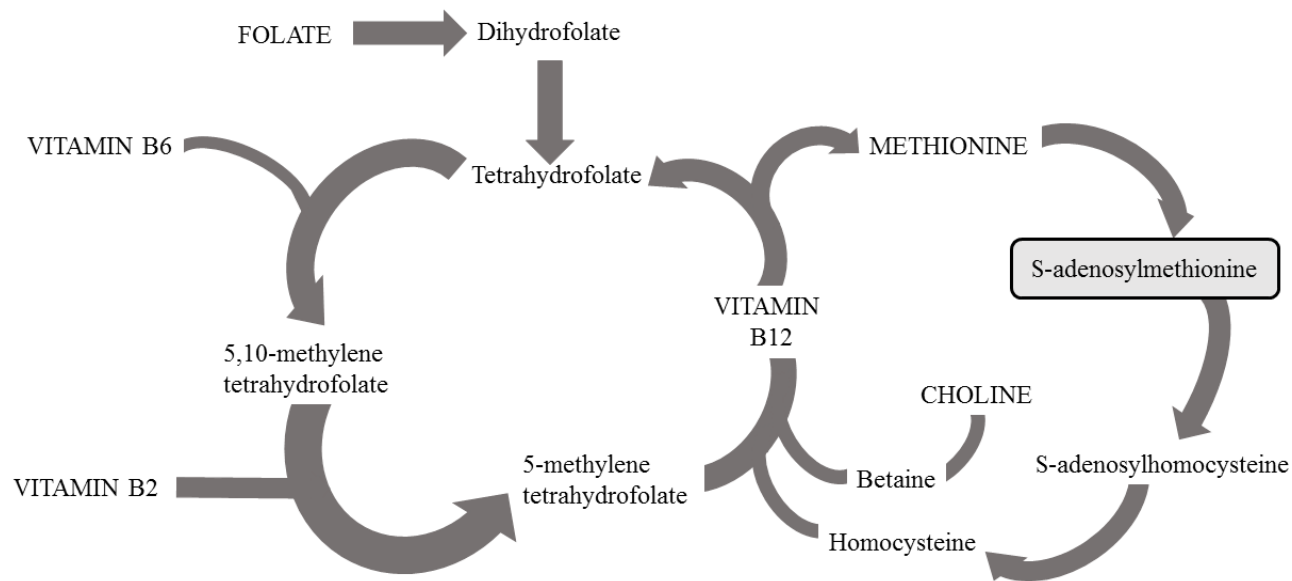 FOLATE
Dihydrofolate
VITAMIN B6
Tetrahydrofolate
METHIONINE
S-adenosylmethionine
VITAMIN
B12
5,10-methylene
tetrahydrofolate
CHOLINE
5-methylene
tetrahydrofolate
S-adenosylhomocysteine
Betaine
VITAMIN B2
Homocysteine